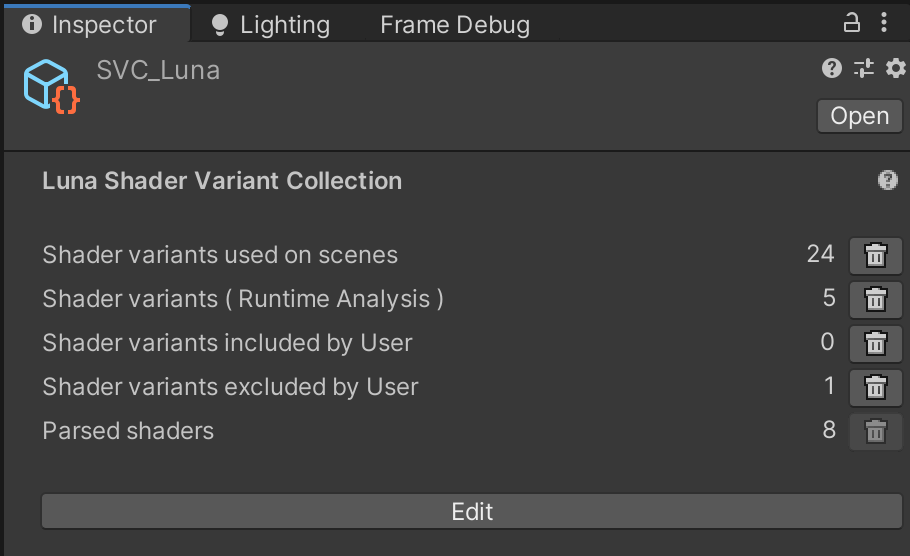 Inspector Lighting Frame Debug
SVC_Luna
Open
Luna Shader Variant Collection
Shader variants used on scenes 24
Shader variants ( Runtime Analysis ) 5
Shader variants included by User 0
Shader variants excluded by User 1
Parsed shaders 8
Edit